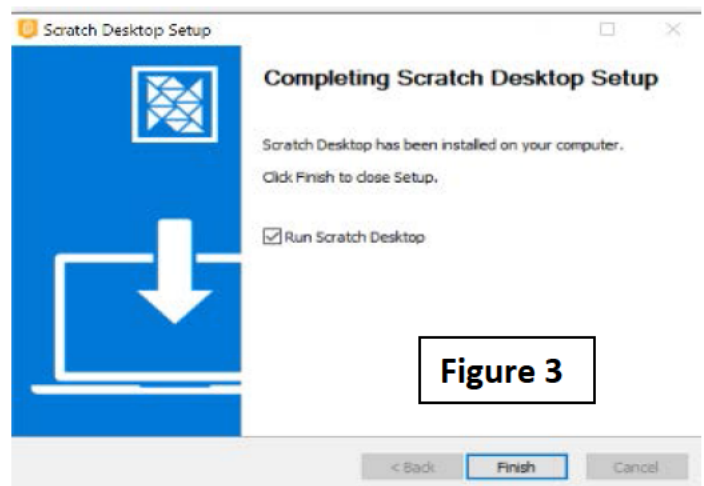 Scratch Desktop Setup
Completing Scratch Desktop Setup
Scratch Desktop has been installed on your computer.
Click Finish to close Setup.
Run Scratch Desktop
Figure 3
< Back
Finish
Cancel